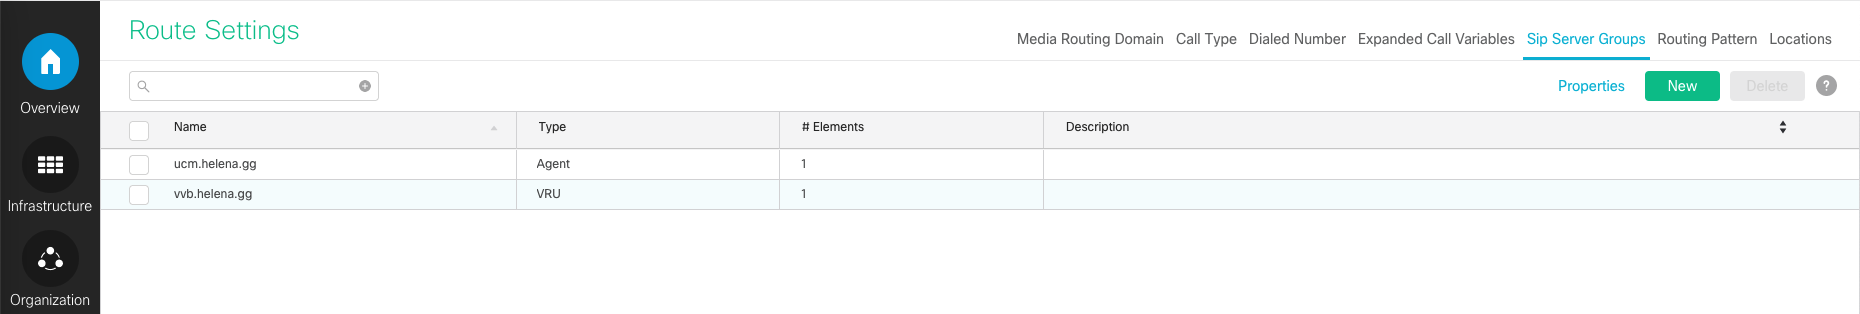 Route Settings
Media Routing Domain Call Type Dialed Number Expanded Call Variables Sip Server Groups Routing Pattern Locations
Properties New Delete ?
Overview
Name Type # Elements Description
ucm.helena.gg Agent 1
vvb.helena.gg VRU 1
Infrastructure
Organization